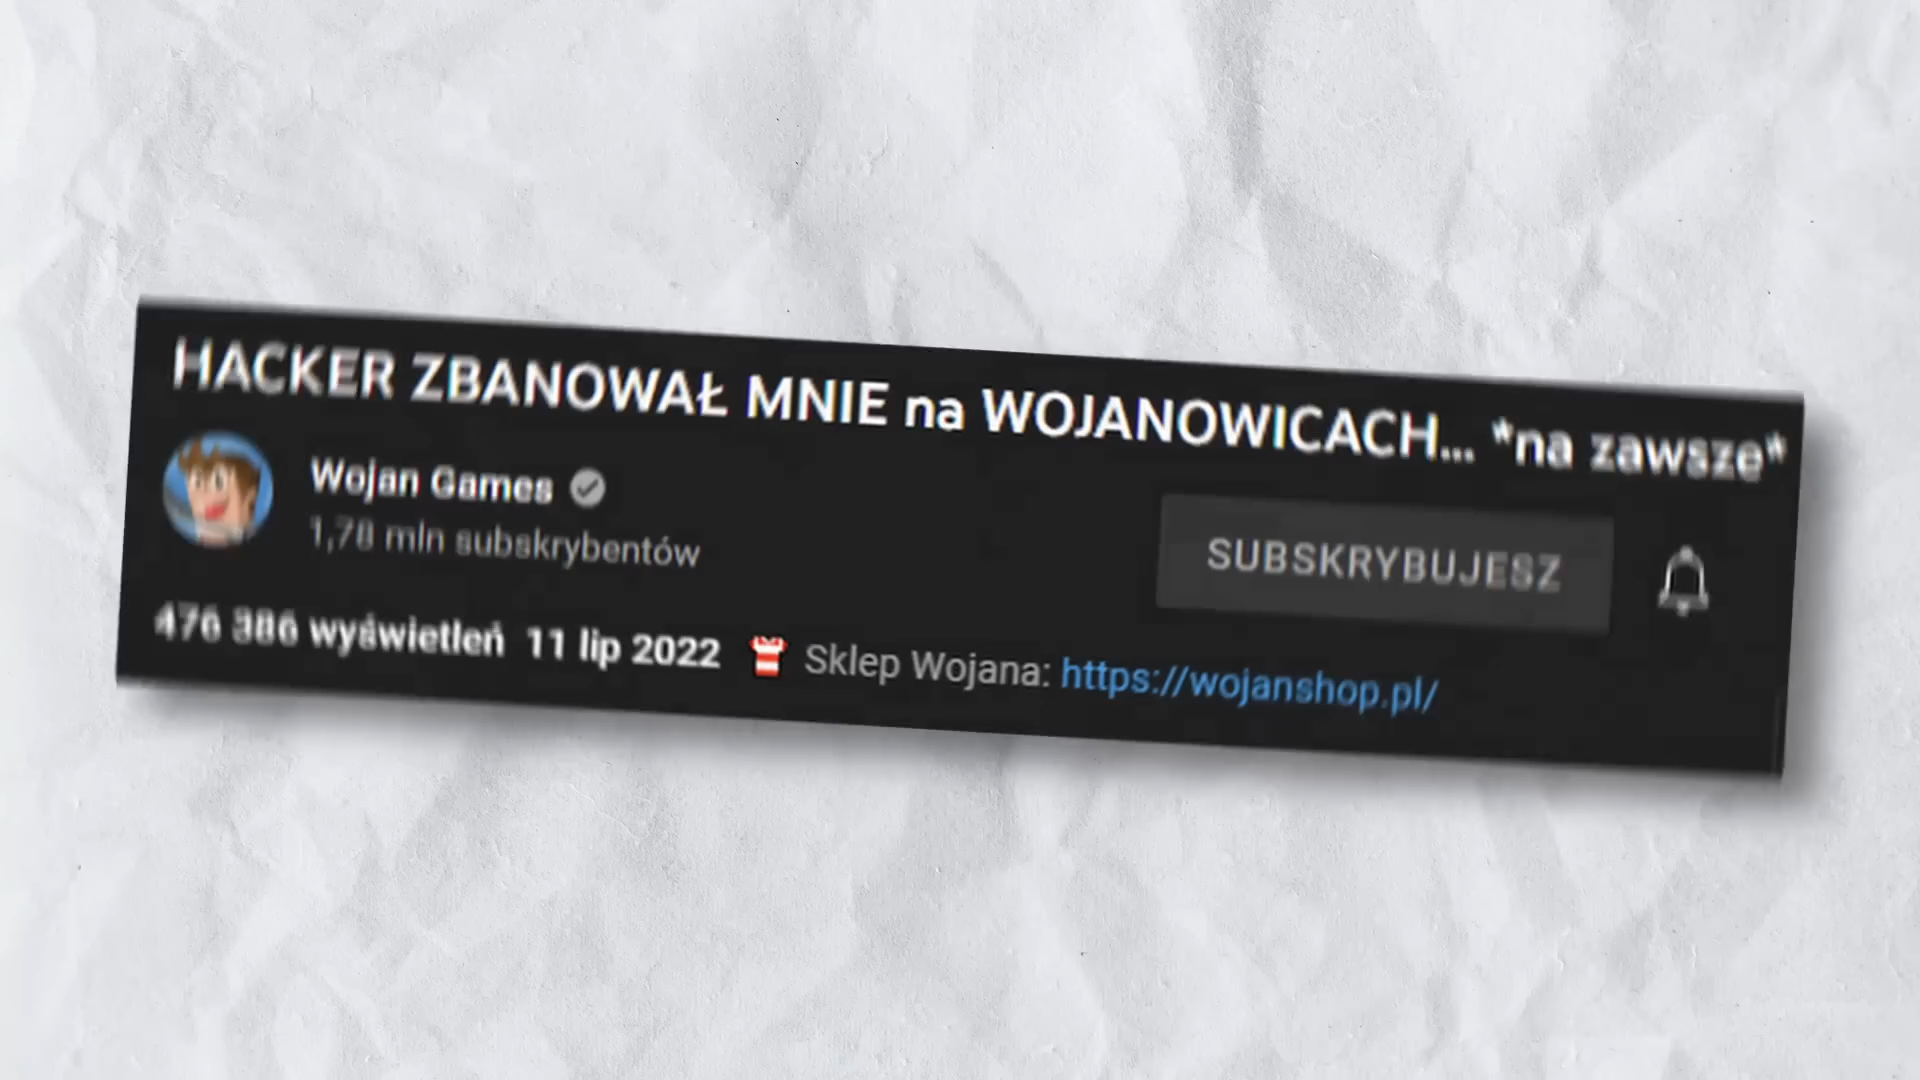 HACKER ZBANOWAŁ MNIE na WOJANOWICACH... *na zawsze*
Wojan Games
1,78 mln subskrybentów
SUBSKRYBUJESZ
476 386 wyświetleń 11 lip 2022 Sklep Wojana: https://wojanshop.pl/